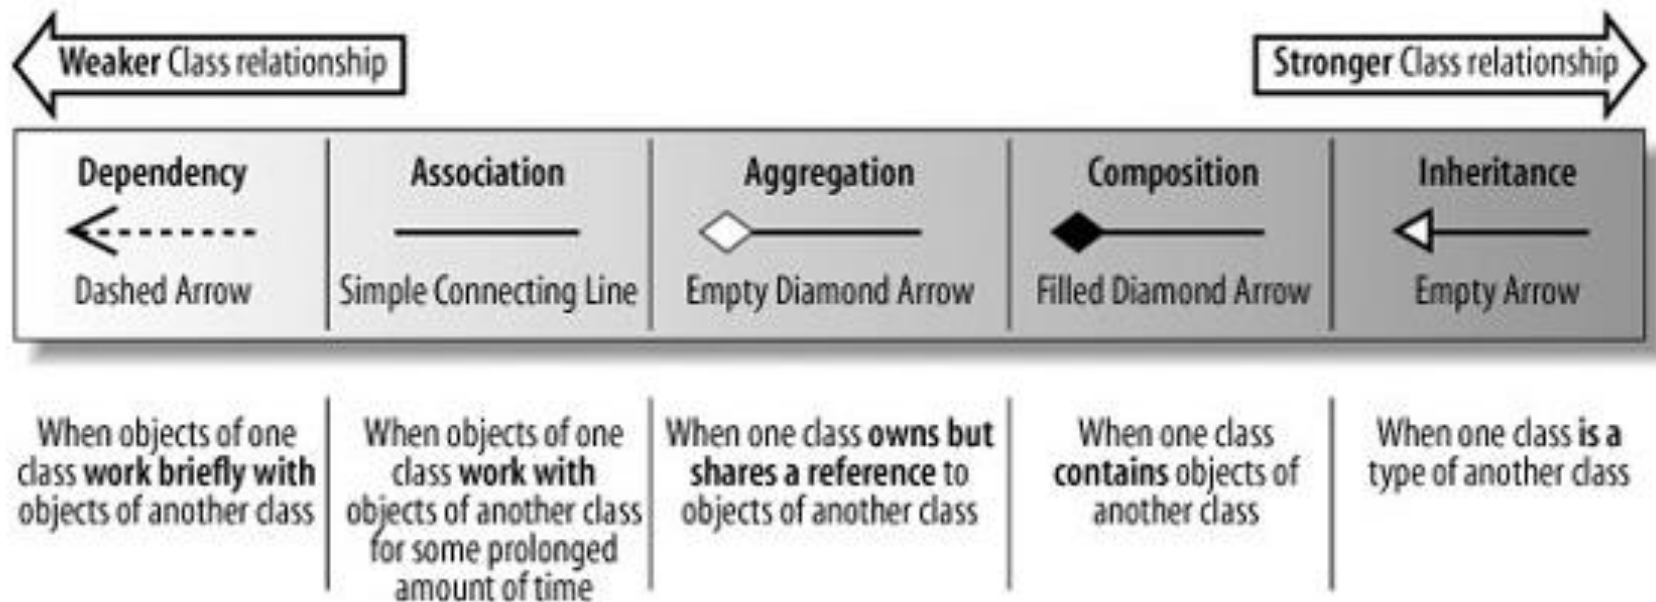 Weaker Class relationship
Stronger Class relationship
Dependency
Association
Aggregation
Composition
Inheritance
Dashed Arrow
Simple Connecting Line
Empty Diamond Arrow
Filled Diamond Arrow
Empty Arrow
When objects of one
class work briefly with
objects of another class
When objects of one
class work with
objects of another class
for some prolonged
amount of time
When one class owns but
shares a reference to
objects of another class
When one class
contains objects of
another class
When one class is a
type of another class